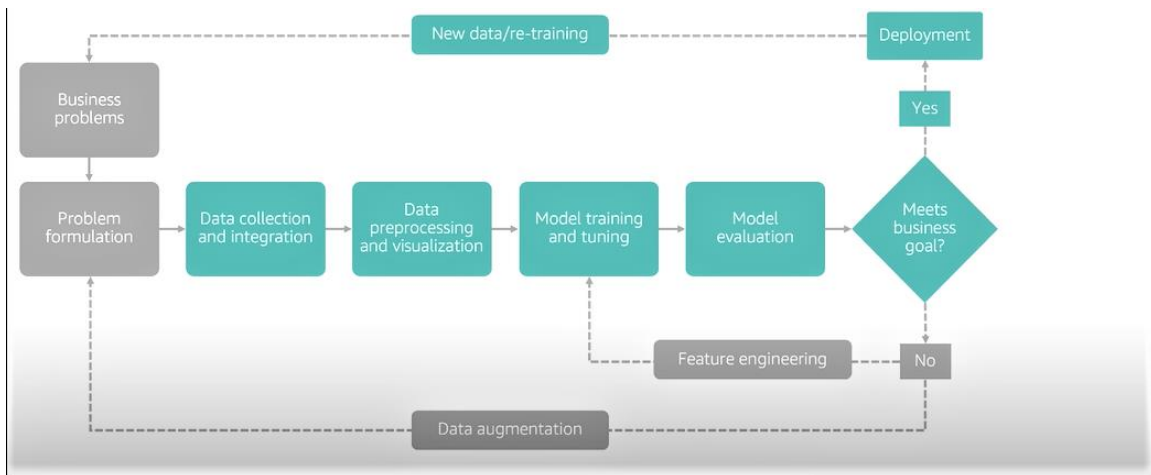 New data/re-training
Deployment
Business
problems
Yes
Problem
formulation
Data collection
and integration
Data
preprocessing
and visualization
Model training
and tuning
Model
evaluation
Meets
business
goal?
Feature engineering
No
Data augmentation